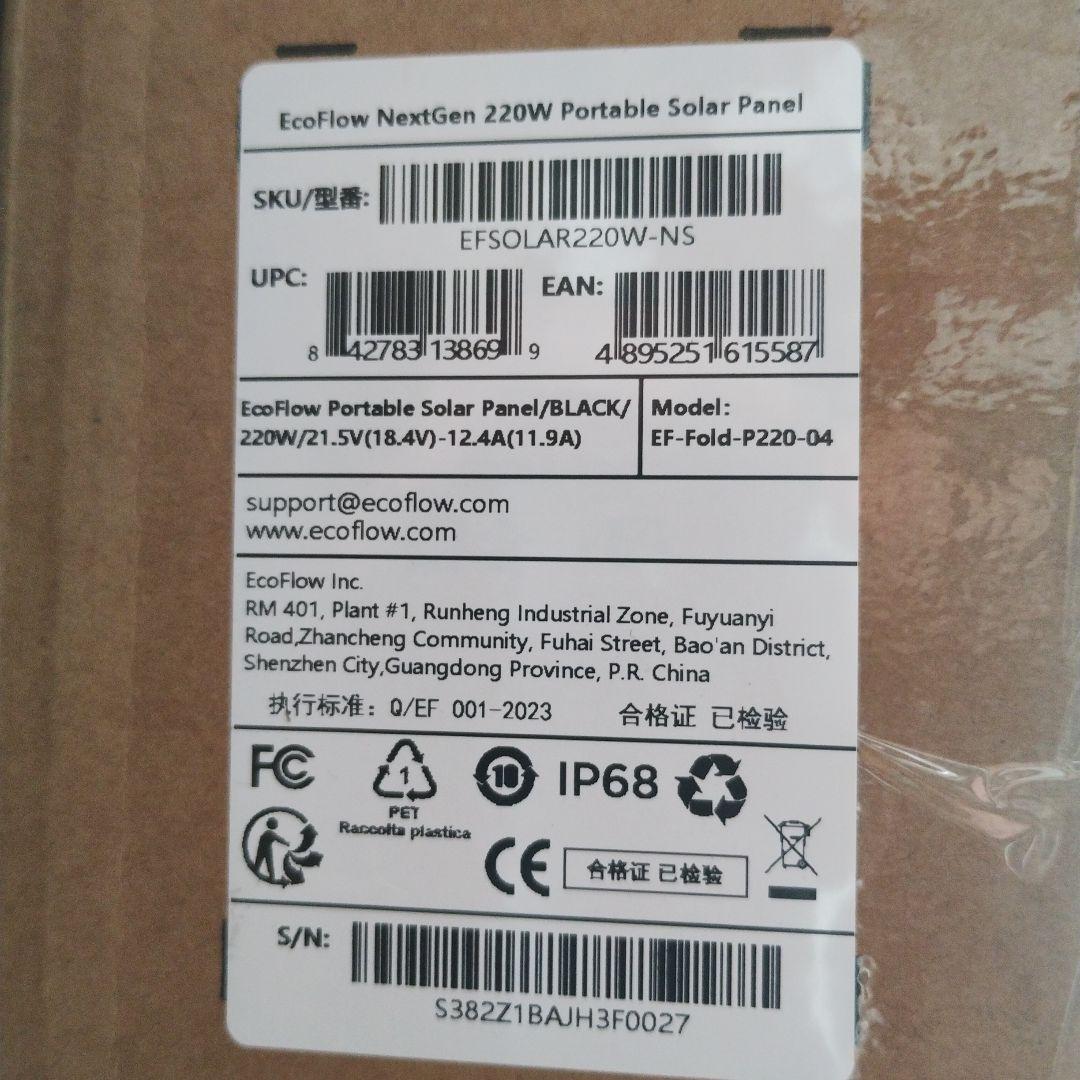 EcoFlow NextGen 220W Portable Solar Panel
SKU/型番:
EFSOLAR220W-NS
UPC:
8 42783 13869 9
EAN:
4 895251 615587
EcoFlow Portable Solar Panel/BLACK/
220W/21.5V(18.4V)-12.4A(11.9A)
Model:
EF-Fold-P220-04
support@ecoflow.com
www.ecoflow.com
EcoFlow Inc.
RM 401, Plant #1, Runheng Industrial Zone, Fuyuanyi
Road,Zhancheng Community, Fuhai Street, Bao'an District,
Shenzhen City,Guangdong Province, P.R. China
执行标准: Q/EF 001-2023
合格证 已检验
FC
1
PET
Raccolta plastica
10
IP68
CE
合格证 已检验
S/N:
S382Z1BAJH3F0027